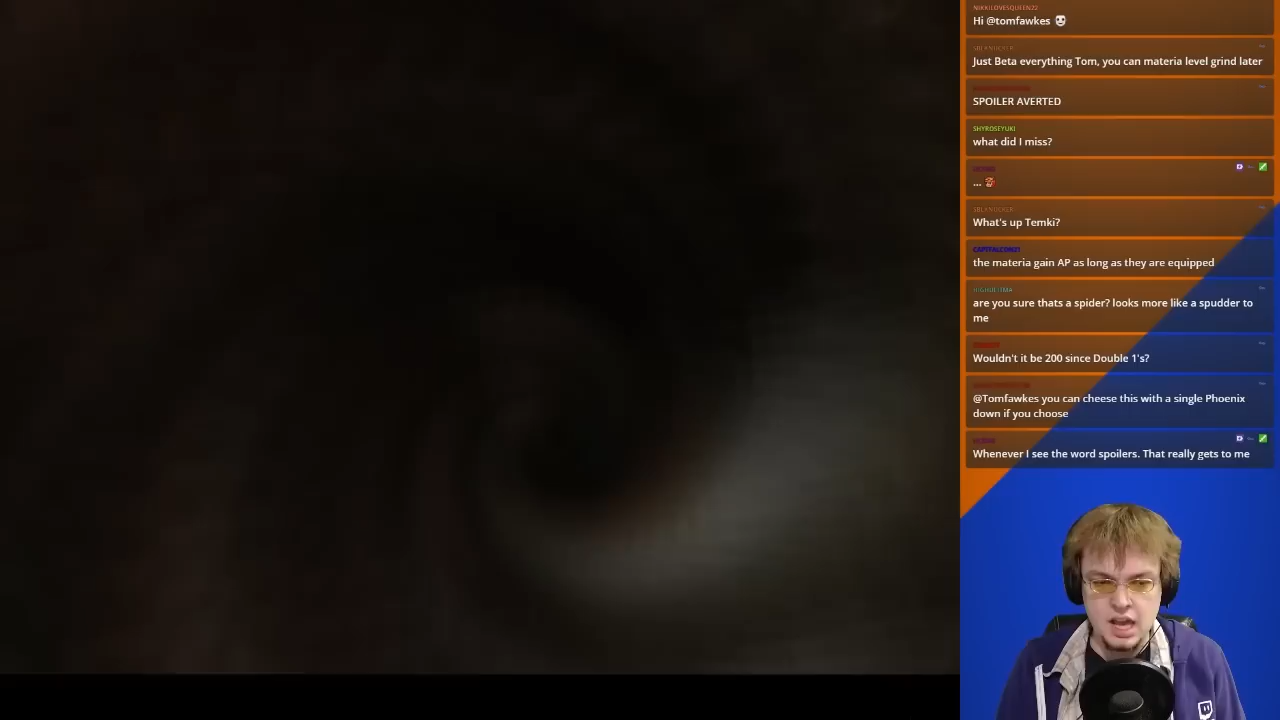 NIKKILOVESQUEEN22
Hi @tomfawkes
Just Beta everything Tom, you can materia level grind later
SPOILER AVERTED
SHYROSEYUKI
what did I miss?
...
What's up Temki?
the materia gain AP as long as they are equipped
are you sure thats a spider? looks more like a spudder to
me
Wouldn't it be 200 since Double 1's?
@Tomfawkes you can cheese this with a single Phoenix
down if you choose
Whenever I see the word spoilers. That really gets to me